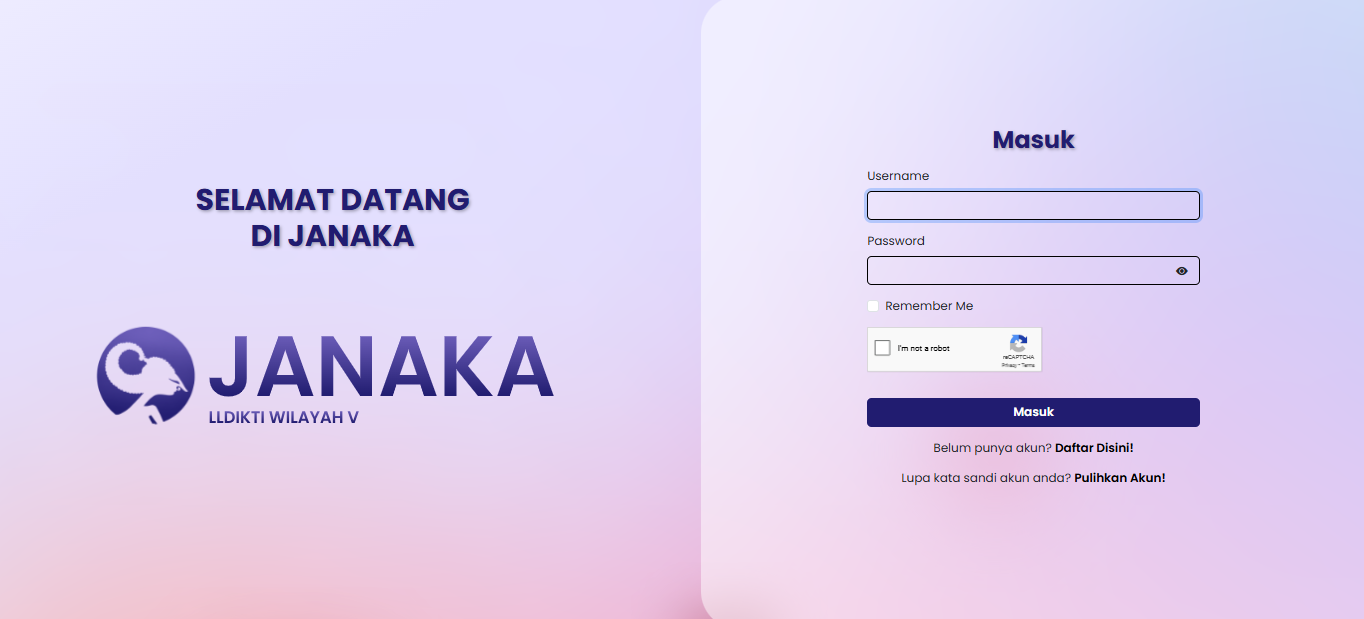 SELAMAT DATANG
DI JANAKA
JANAKA
LLDIKTI WILAYAH V
Masuk
Username
Password
Remember Me
I'm not a robot
reCAPTCHA
Privacy - Terms
Masuk
Belum punya akun? Daftar Disini!
Lupa kata sandi akun anda? Pulihkan Akun!